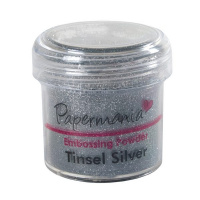 Papermania
Embossing Powder
Tinsel Silver